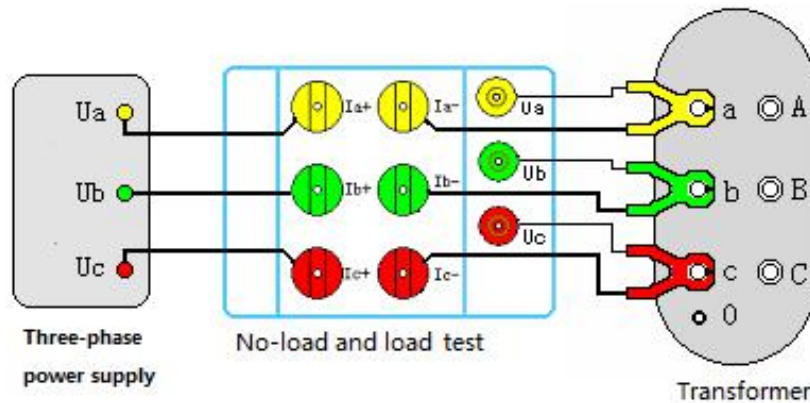 Ua
Ub
Uc
Three-phase
power supply
Ia+
Ia-
Ua
Ib+
Ib-
Ub
Ic+
Ic-
Uc
No-load and load test
a
A
b
B
c
C
0
Transformer